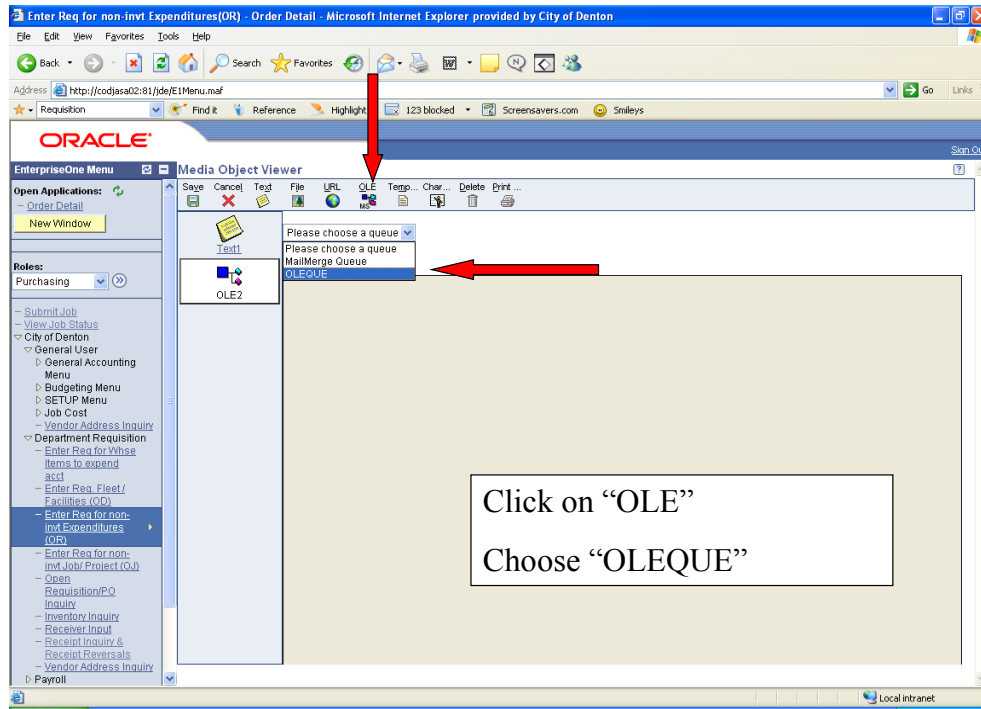 Enter Req for non-invt Expenditures(OR) - Order Detail - Microsoft Internet Explorer provided by City of Denton
File Edit View Favorites Tools Help
Back Search Favorites
Address http://codjasa02:81/jde/E1Menu.maf Go Links
Requisition Find it Reference Highlight 123 blocked Screensavers.com Smileys
ORACLE
Sign Ou
EnterpriseOne Menu
Media Object Viewer
Open Applications:
Save Cancel Text File URL OLE Temp... Char... Delete Print ...
MS
– Order Detail
New Window
Please choose a queue
Text1
Please choose a queue
MailMerge Queue
OLEQUE
OLE2
Roles:
Purchasing
– Submit Job
– View Job Status
City of Denton
General User
General Accounting
Menu
Budgeting Menu
SETUP Menu
Job Cost
– Vendor Address Inquiry
Department Requisition
– Enter Req for Whse
Items to expend
acct
– Enter Req. Fleet /
Facilities (OD)
– Enter Req for non-
invt Expenditures
(OR)
– Enter Req for non-
invt Job/ Project (OJ)
– Open
Requisition/PO
Inquiry
– Inventory Inquiry
– Receiver Input
– Receipt Inquiry &
Receipt Reversals
– Vendor Address Inquiry
Payroll
Click on “OLE”
Choose “OLEQUE”
Local intranet